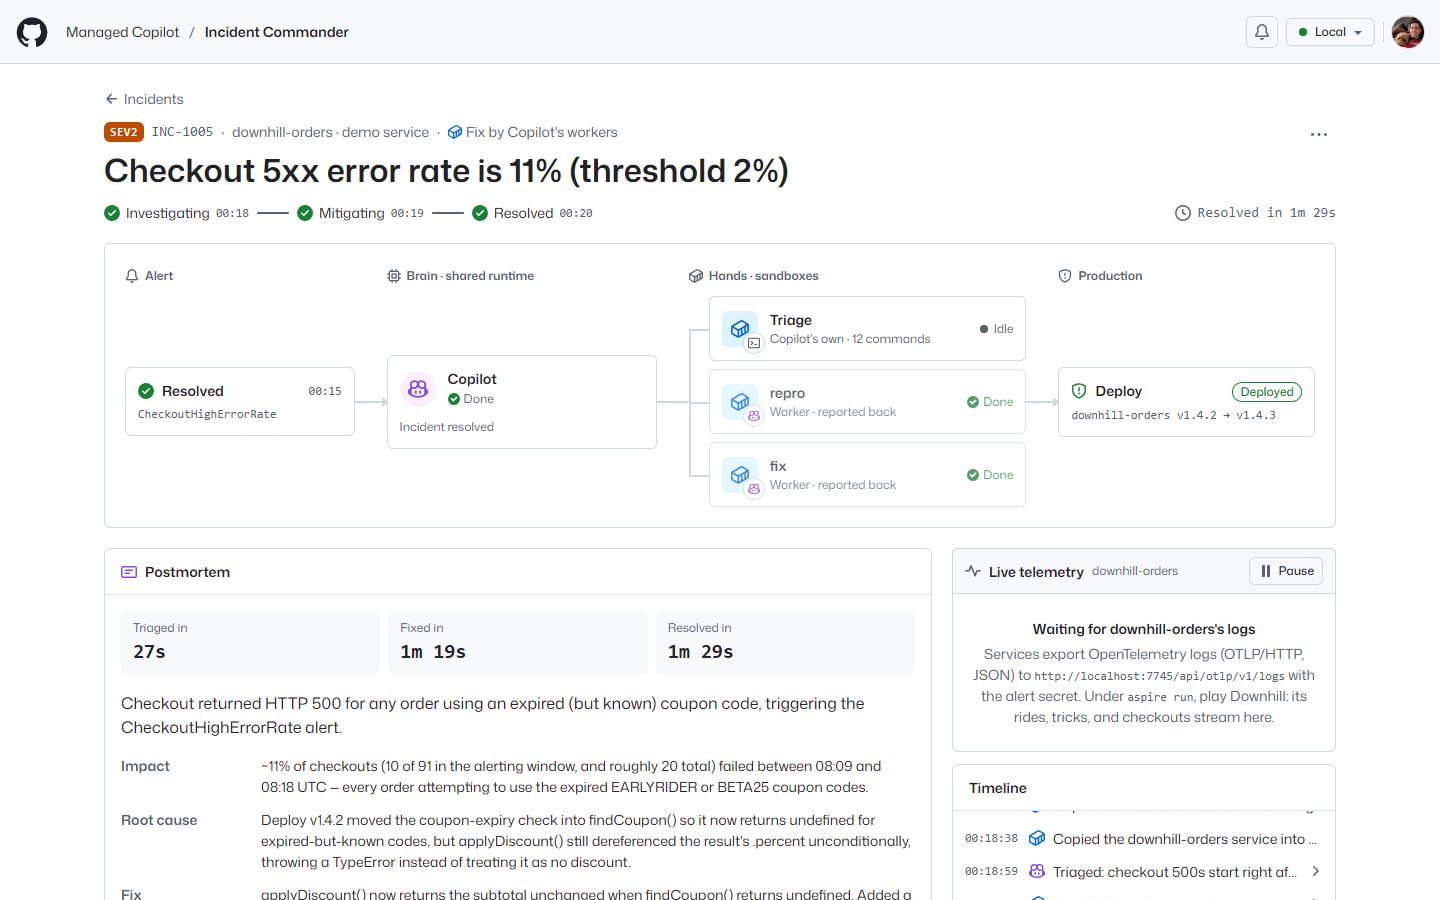 Managed Copilot / Incident Commander
Local
Incidents
SEV2 INC-1005 · downhill-orders · demo service · Fix by Copilot's workers
Checkout 5xx error rate is 11% (threshold 2%)
Investigating 00:18 Mitigating 00:19 Resolved 00:20
Resolved in 1m 29s
Alert
Brain · shared runtime
Hands · sandboxes
Production
Resolved 00:15
CheckoutHighErrorRate
Copilot
Done
Incident resolved
Triage
Copilot's own · 12 commands
Idle
repro
Worker · reported back
Done
fix
Worker · reported back
Done
Deploy
Deployed
downhill-orders v1.4.2 → v1.4.3
Postmortem
Triaged in
27s
Fixed in
1m 19s
Resolved in
1m 29s
Checkout returned HTTP 500 for any order using an expired (but known) coupon code, triggering the
CheckoutHighErrorRate alert.
Impact
~11% of checkouts (10 of 91 in the alerting window, and roughly 20 total) failed between 08:09 and
08:18 UTC — every order attempting to use the expired EARLYRIDER or BETA25 coupon codes.
Root cause
Deploy v1.4.2 moved the coupon-expiry check into findCoupon() so it now returns undefined for
expired-but-known codes, but applyDiscount() still dereferenced the result's .percent unconditionally,
throwing a TypeError instead of treating it as no discount.
Fix
applyDiscount() now returns the subtotal unchanged when findCoupon() returns undefined. Added a
Live telemetry downhill-orders
Pause
Waiting for downhill-orders's logs
Services export OpenTelemetry logs (OTLP/HTTP,
JSON) to http://localhost:7745/api/otlp/v1/logs with
the alert secret. Under aspire run, play Downhill: its
rides, tricks, and checkouts stream here.
Timeline
00:18:38 Copied the downhill-orders service into ...
00:18:59 Triaged: checkout 500s start right af...